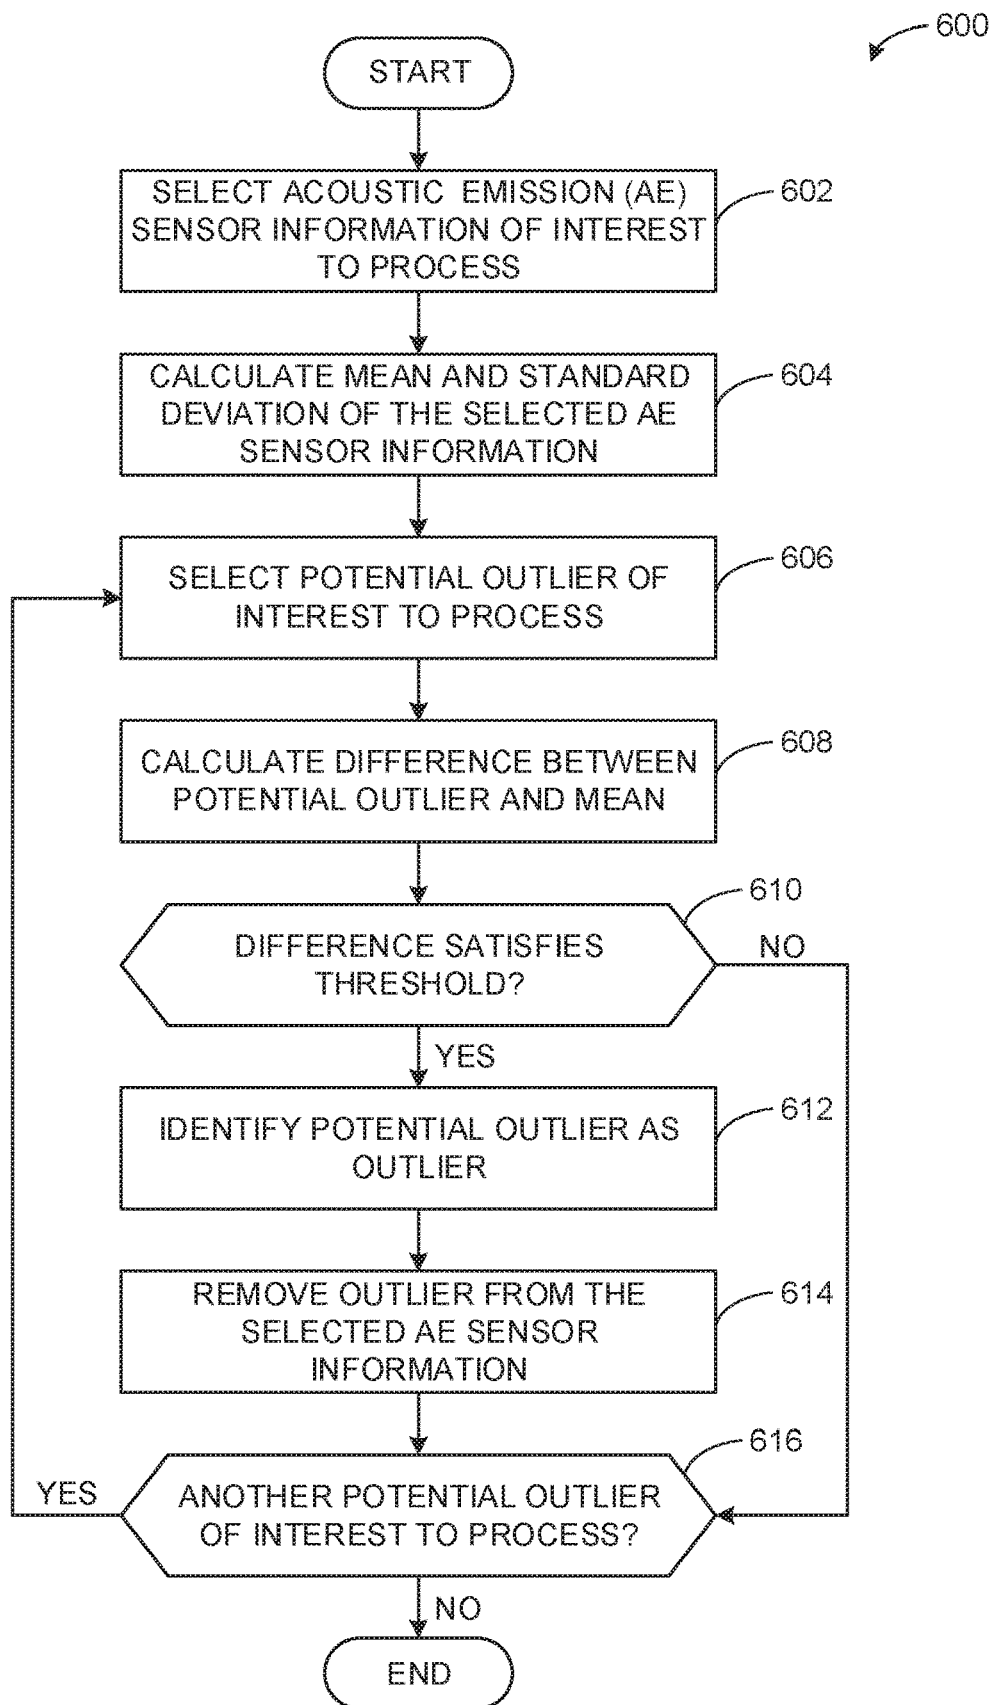 600
START
SELECT ACOUSTIC EMISSION (AE)
SENSOR INFORMATION OF INTEREST
TO PROCESS
602
CALCULATE MEAN AND STANDARD
DEVIATION OF THE SELECTED AE
SENSOR INFORMATION
604
SELECT POTENTIAL OUTLIER OF
INTEREST TO PROCESS
606
CALCULATE DIFFERENCE BETWEEN
POTENTIAL OUTLIER AND MEAN
608
DIFFERENCE SATISFIES
THRESHOLD?
610
NO
YES
IDENTIFY POTENTIAL OUTLIER AS
OUTLIER
612
REMOVE OUTLIER FROM THE
SELECTED AE SENSOR
INFORMATION
614
ANOTHER POTENTIAL OUTLIER
OF INTEREST TO PROCESS?
616
YES
NO
END